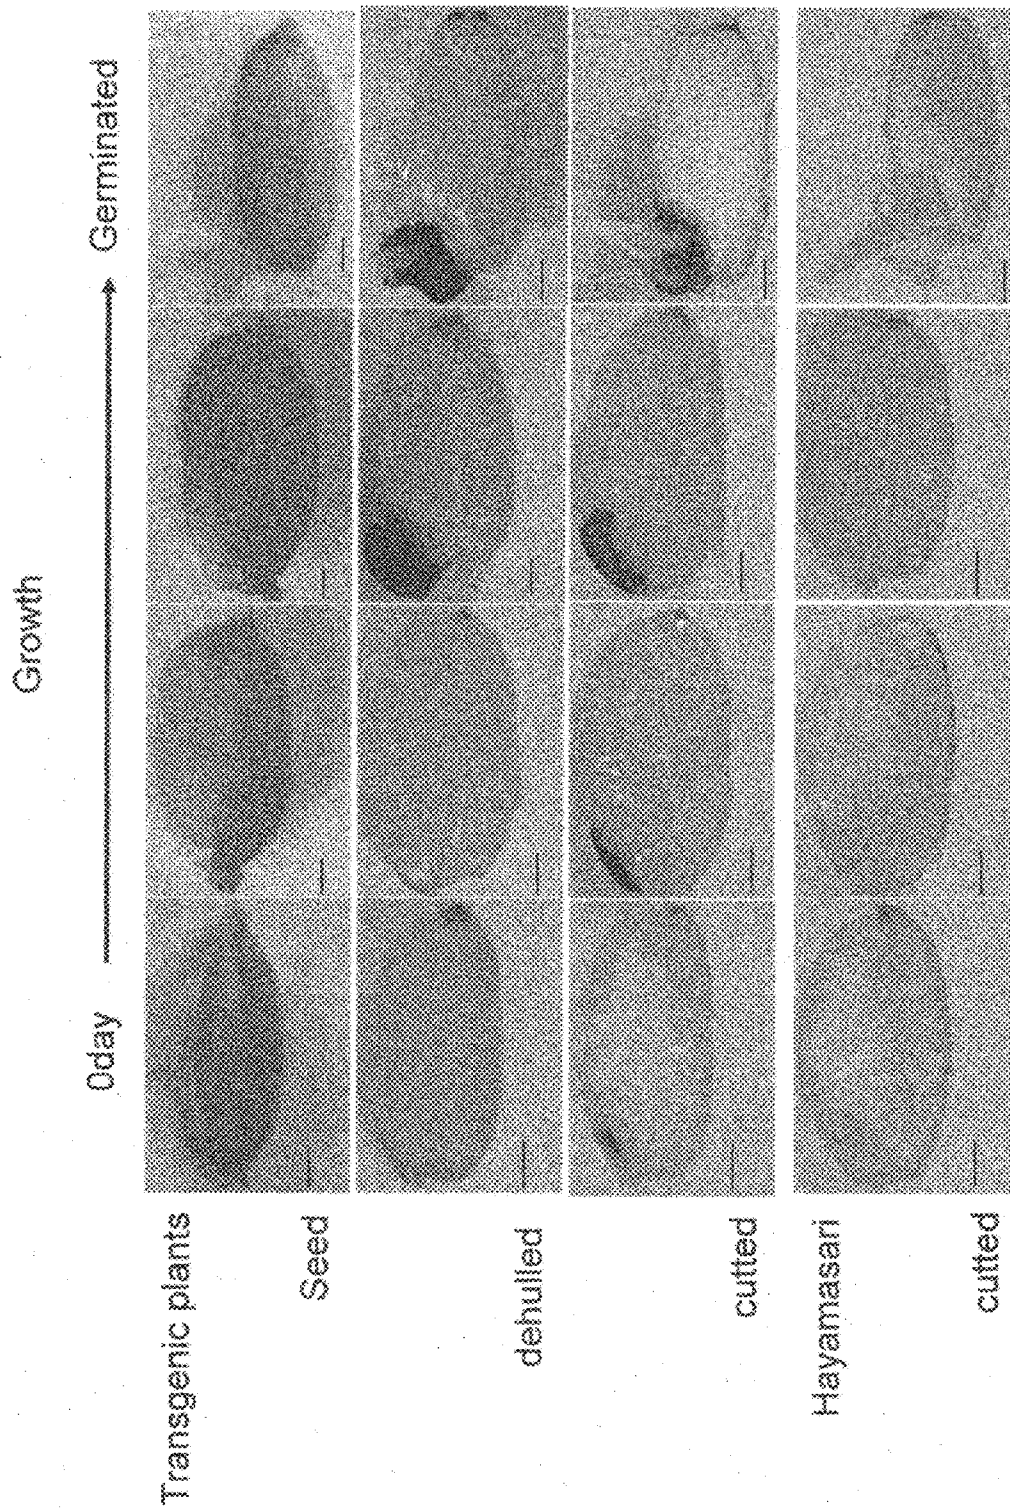 Growth
0day
Germinated
Transgenic plants
Seed
dehulled
cutted
Hayamasari
cutted